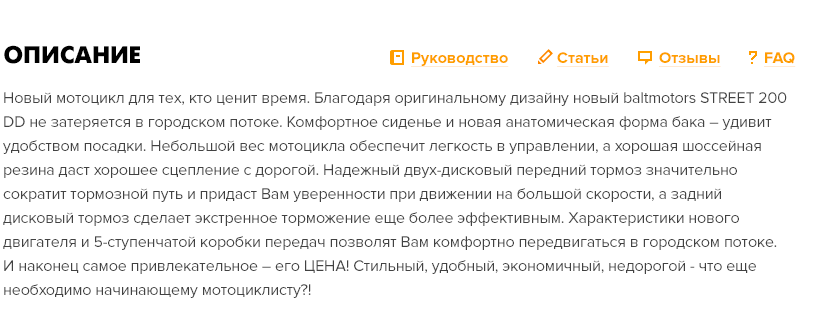 ОПИСАНИЕ
Руководство Статьи Отзывы FAQ
Новый мотоцикл для тех, кто ценит время. Благодаря оригинальному дизайну новый baltmotors STREET 200
DD не затеряется в городском потоке. Комфортное сиденье и новая анатомическая форма бака – удивит
удобством посадки. Небольшой вес мотоцикла обеспечит легкость в управлении, а хорошая шоссейная
резина даст хорошее сцепление с дорогой. Надежный двух-дисковый передний тормоз значительно
сократит тормозной путь и придаст Вам уверенности при движении на большой скорости, а задний
дисковый тормоз сделает экстренное торможение еще более эффективным. Характеристики нового
двигателя и 5-ступенчатой коробки передач позволят Вам комфортно передвигаться в городском потоке.
И наконец самое привлекательное – его ЦЕНА! Стильный, удобный, экономичный, недорогой - что еще
необходимо начинающему мотоциклисту?!